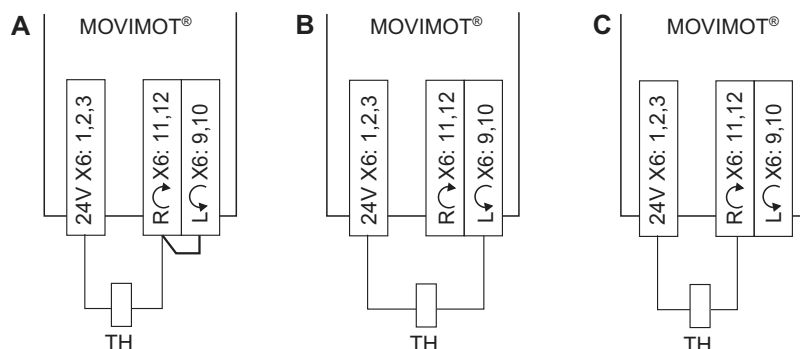 A MOVIMOT®
24V X6: 1,2,3
R X6: 11,12
L X6: 9,10
TH
B MOVIMOT®
24V X6: 1,2,3
R X6: 11,12
L X6: 9,10
TH
C MOVIMOT®
24V X6: 1,2,3
R X6: 11,12
L X6: 9,10
TH